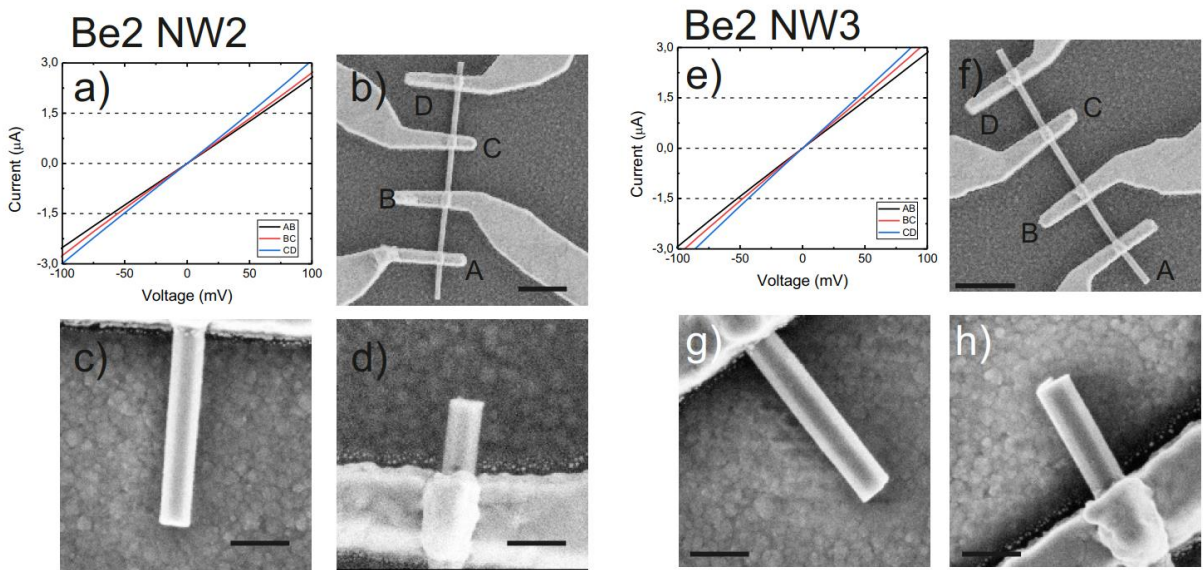 Be2 NW2
a)
3,0
1,5
0,0
-1,5
-3,0
-100
-50
0
50
100
Current (µA)
Voltage (mV)
AB
BC
CD
b)
D
C
B
A
c)
d)
Be2 NW3
e)
3,0
1,5
0,0
-1,5
-3,0
-100
-50
0
50
100
Current (µA)
Voltage (mV)
AB
BC
CD
f)
D
C
B
A
g)
h)